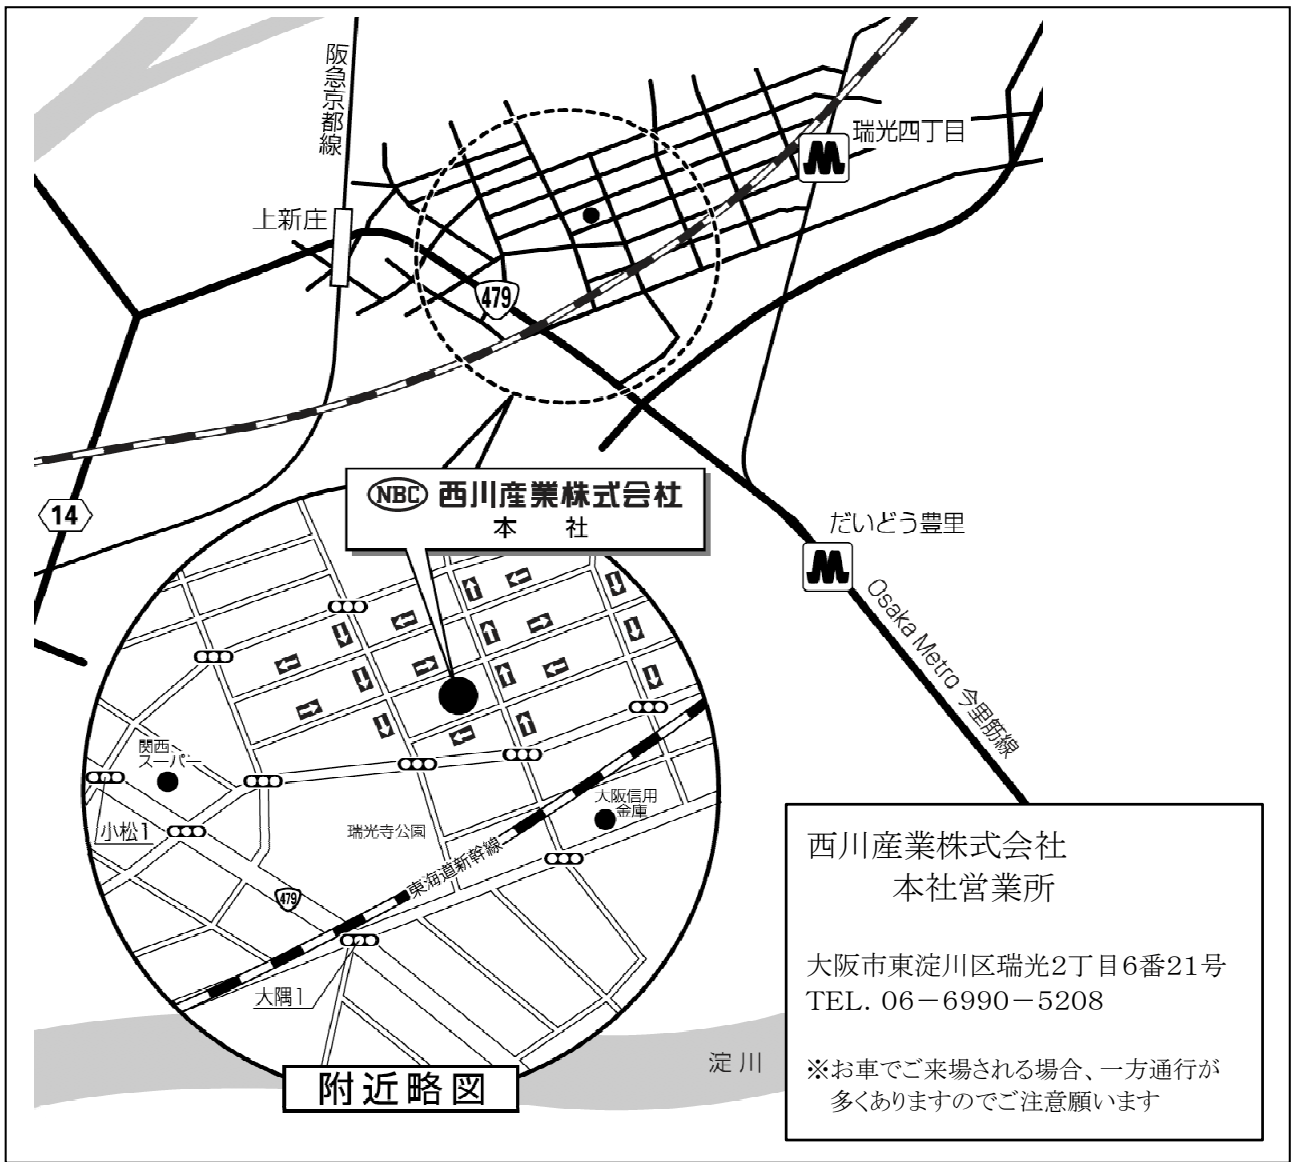 阪急京都線
瑞光四丁目
上新庄
479
14
NBC 西川産業株式会社
本 社
だいどう豊里
Osaka Metro 今里筋線
関西
スーパー
小松1
瑞光寺公園
大阪信用
金庫
東海道新幹線
479
大隅1
附近略図
淀川
西川産業株式会社
本社営業所
大阪市東淀川区瑞光2丁目6番21号
TEL. 06－6990－5208
※お車でご来場される場合、一方通行が
多くありますのでご注意願います